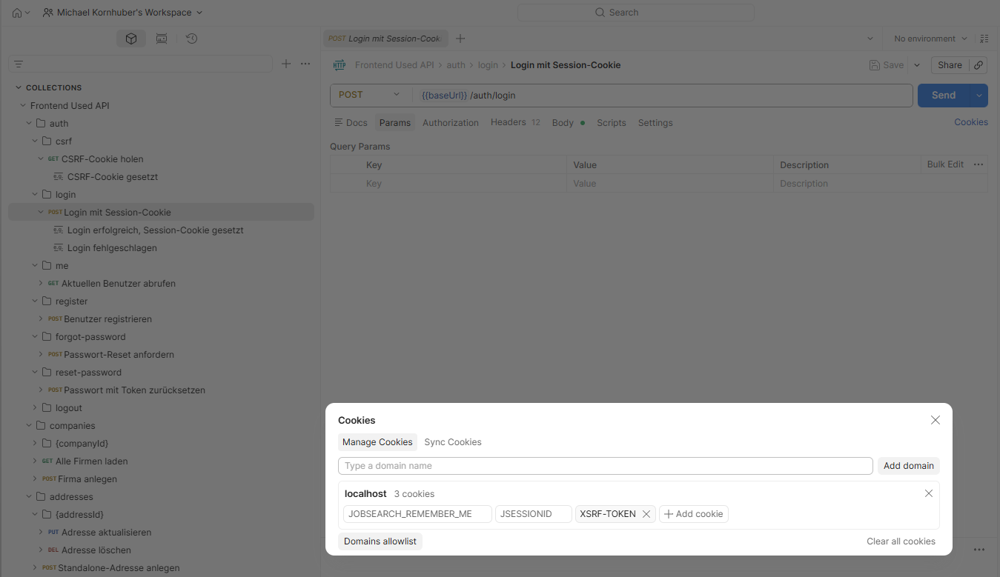 Michael Kornhuber's Workspace
Search
POST Login mit Session-Cook
No environment
Frontend Used API > auth > login > Login mit Session-Cookie
Save
Share
POST
{{baseUrl}} /auth/login
Send
Docs Params Authorization Headers 12 Body Scripts Settings
Cookies
Query Params
Key Value Description Bulk Edit
Key Value Description
COLLECTIONS
Frontend Used API
auth
csrf
GET CSRF-Cookie holen
e.g. CSRF-Cookie gesetzt
login
POST Login mit Session-Cookie
e.g. Login erfolgreich, Session-Cookie gesetzt
e.g. Login fehlgeschlagen
me
GET Aktuellen Benutzer abrufen
register
POST Benutzer registrieren
forgot-password
POST Passwort-Reset anfordern
reset-password
POST Passwort mit Token zurücksetzen
logout
companies
{companyId}
GET Alle Firmen laden
POST Firma anlegen
addresses
{addressId}
PUT Adresse aktualisieren
DEL Adresse löschen
POST Standalone-Adresse anlegen
Cookies
Manage Cookies Sync Cookies
Type a domain name
Add domain
localhost 3 cookies
JOBSEARCH_REMEMBER_ME JSESSIONID XSRF-TOKEN Add cookie
Domains allowlist
Clear all cookies